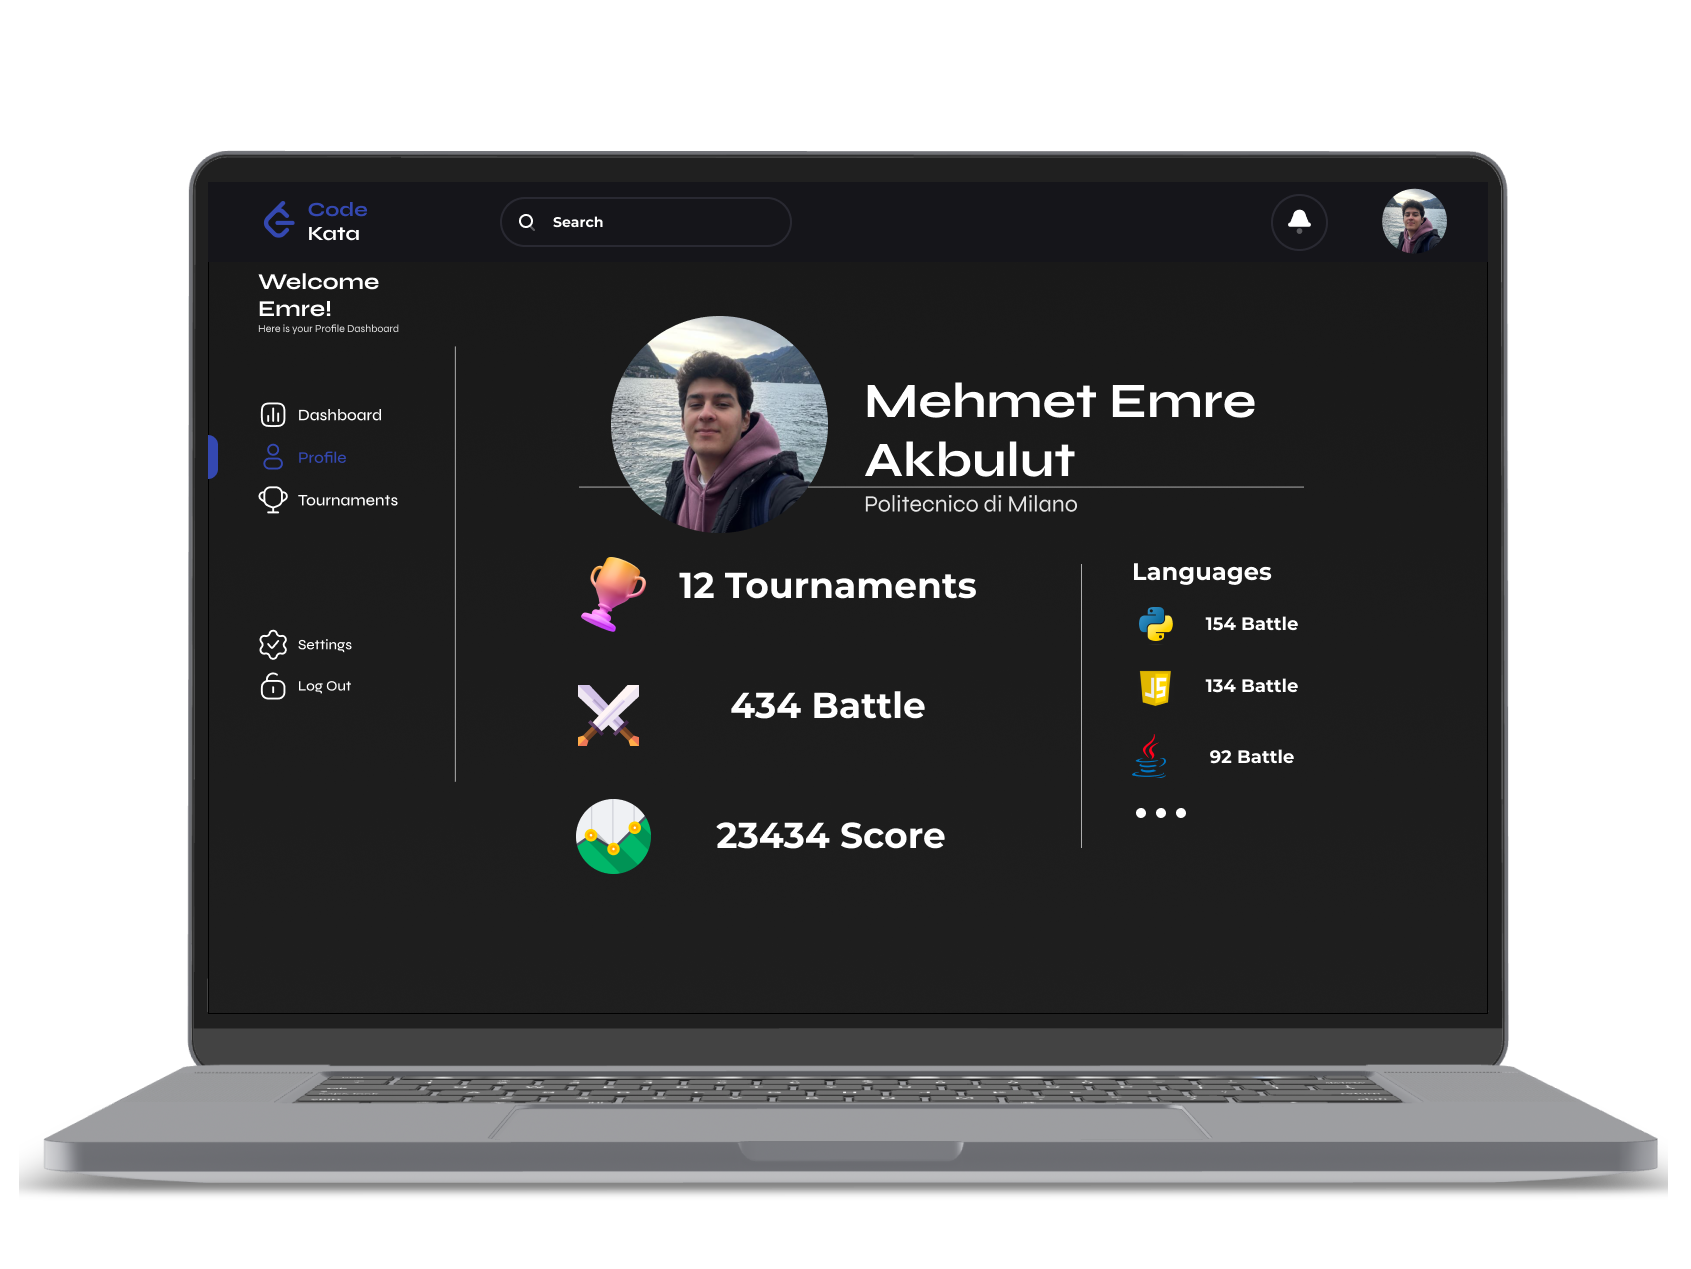 Code
Kata
Search
Welcome
Emre!
Here is your Profile Dashboard
Dashboard
Profile
Tournaments
Settings
Log Out
Mehmet Emre
Akbulut
Politecnico di Milano
12 Tournaments
434 Battle
23434 Score
Languages
154 Battle
JS
134 Battle
92 Battle